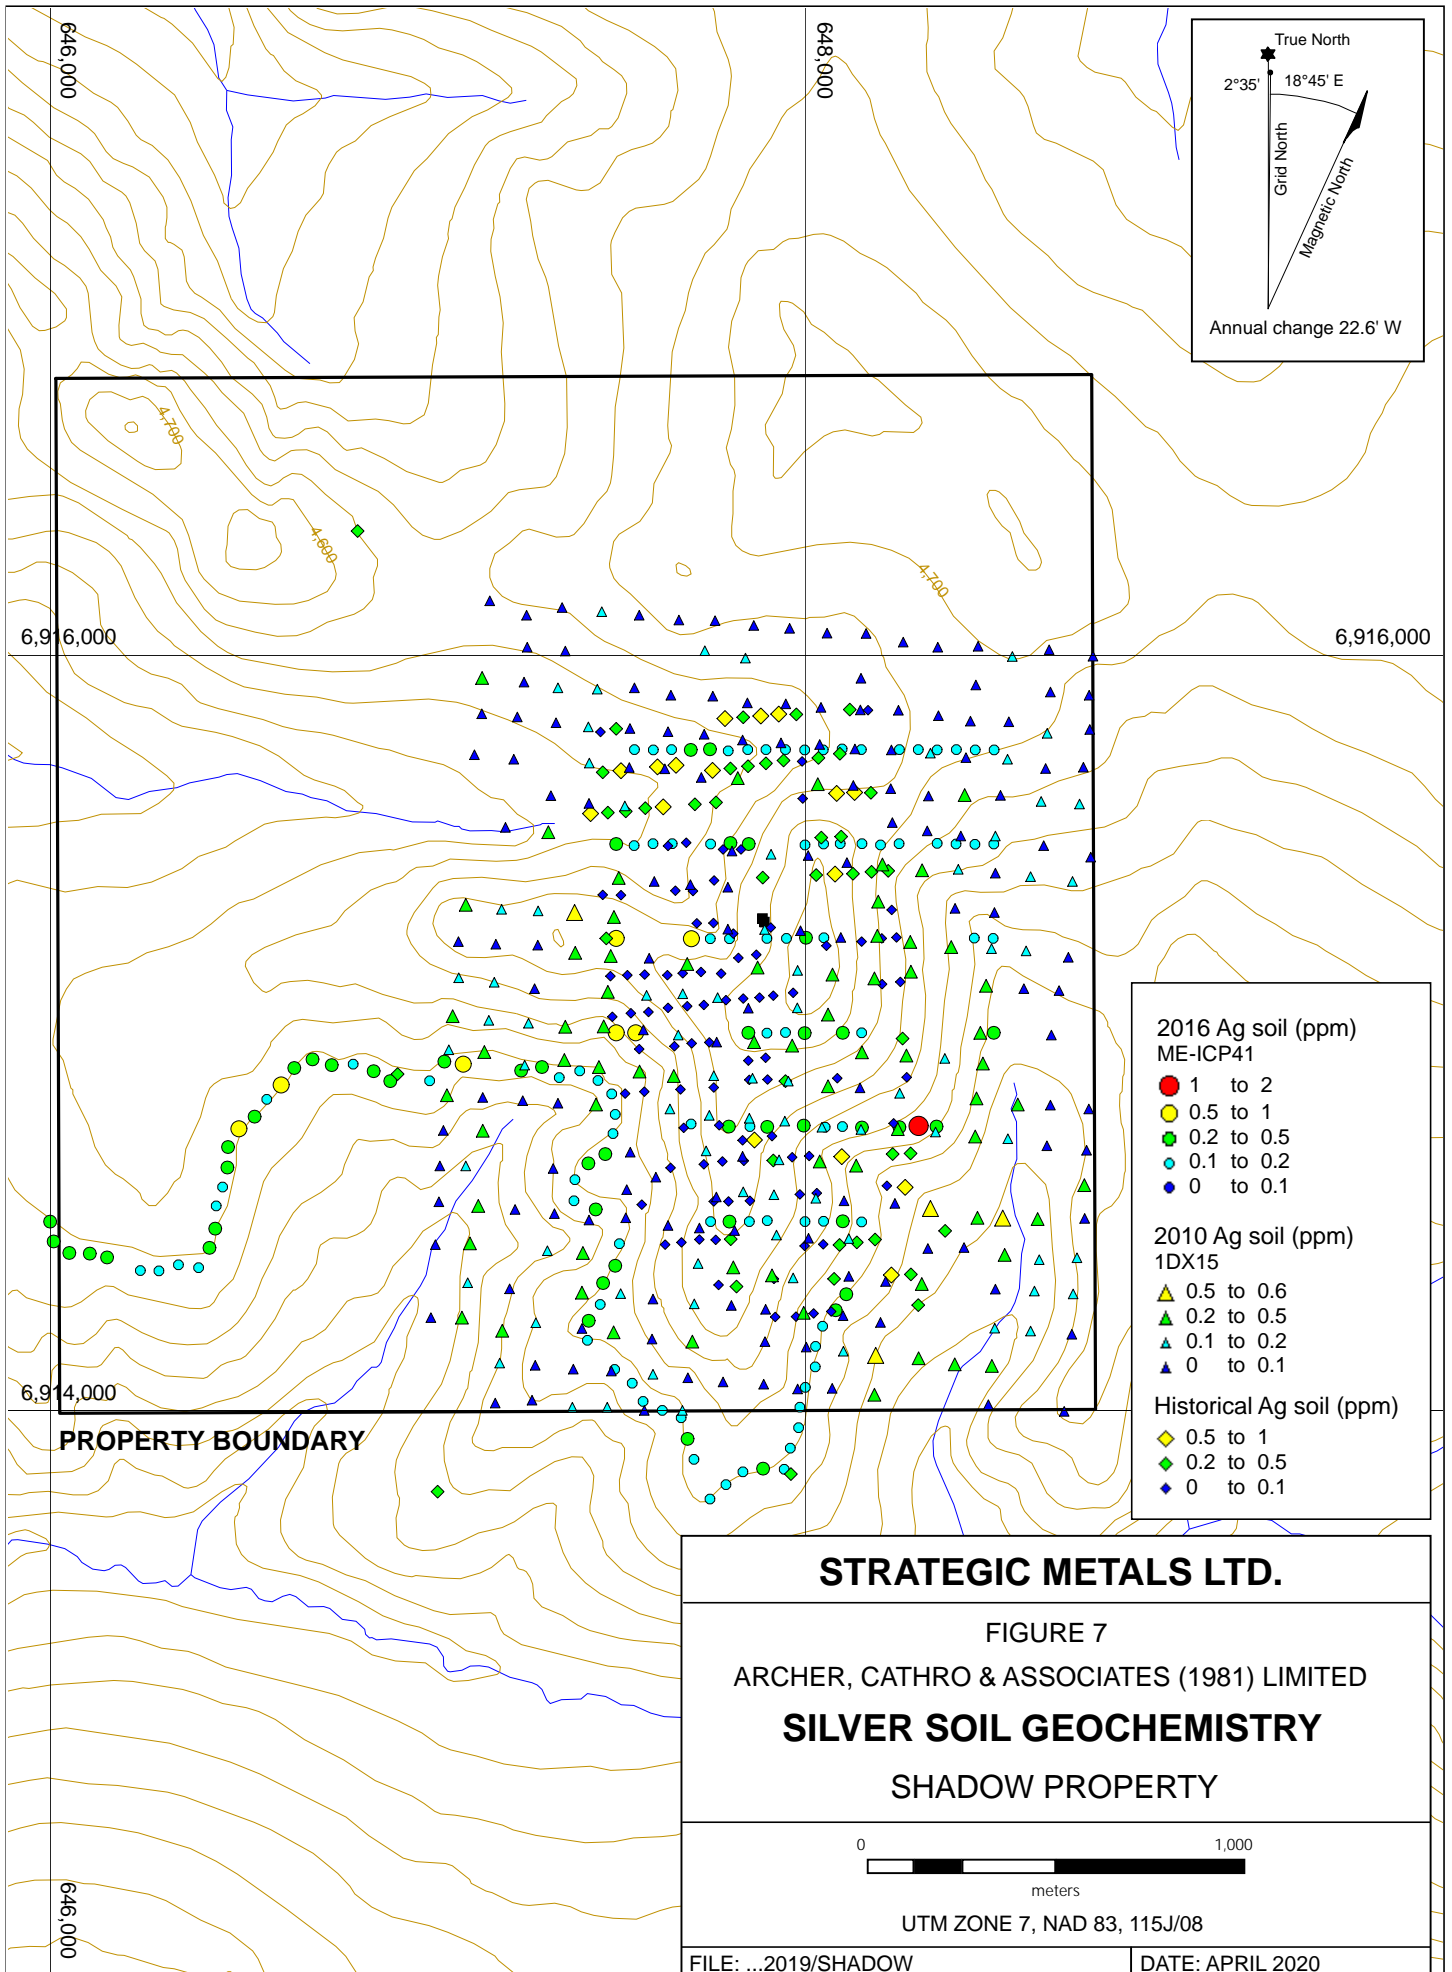 646,000
648,000
True North
2°35'
18°45' E
Grid North
Magnetic North
Annual change 22.6' W
4,700
4,600
4,700
6,916,000
6,916,000
2016 Ag soil (ppm)
ME-ICP41
1 to 2
0.5 to 1
0.2 to 0.5
0.1 to 0.2
0 to 0.1
2010 Ag soil (ppm)
1DX15
0.5 to 0.6
0.2 to 0.5
0.1 to 0.2
0 to 0.1
Historical Ag soil (ppm)
0.5 to 1
0.2 to 0.5
0 to 0.1
6,914,000
PROPERTY BOUNDARY
STRATEGIC METALS LTD.
FIGURE 7
ARCHER, CATHRO & ASSOCIATES (1981) LIMITED
SILVER SOIL GEOCHEMISTRY
SHADOW PROPERTY
0 1,000
meters
UTM ZONE 7, NAD 83, 115J/08
FILE: ...2019/SHADOW
DATE: APRIL 2020
646,000